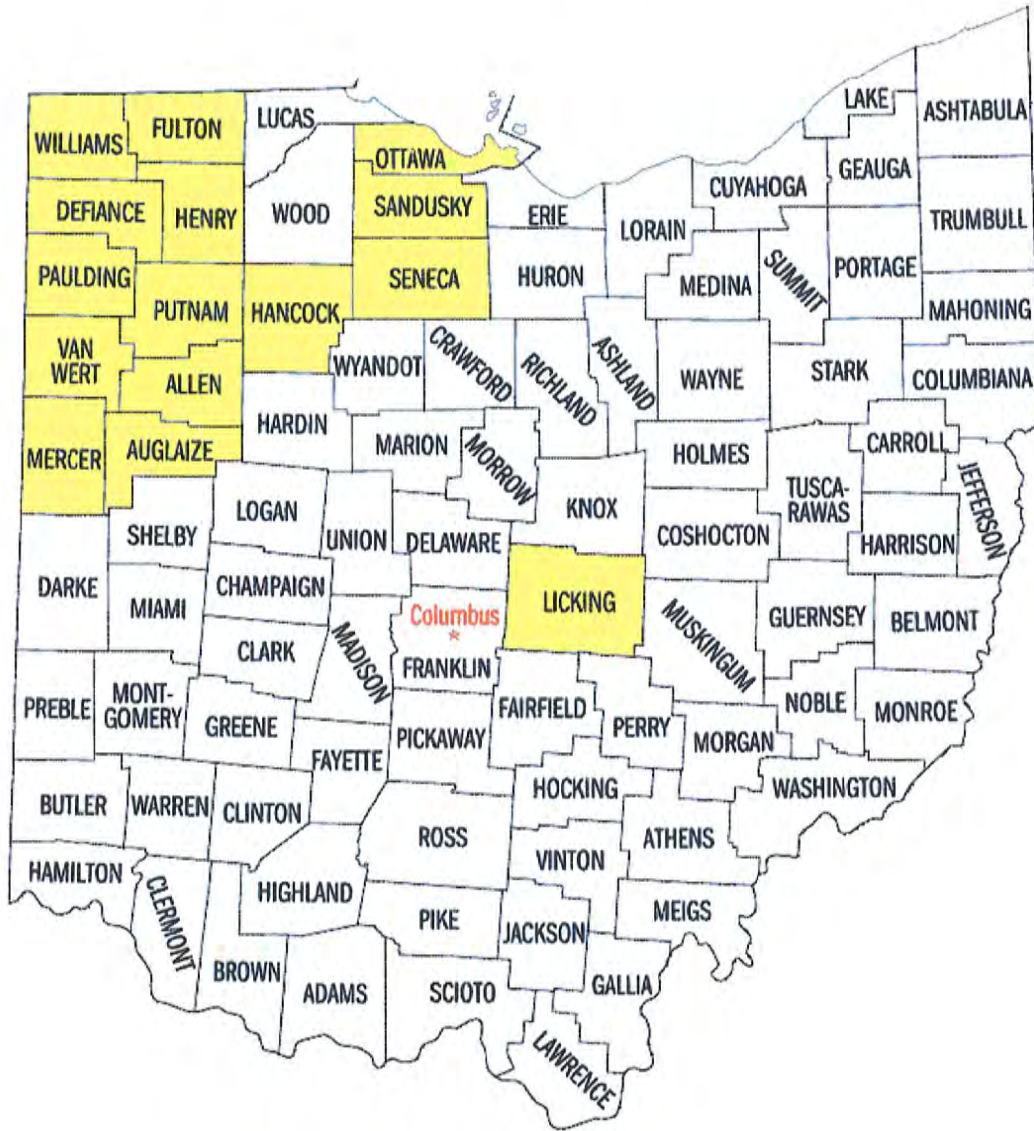 LAKE
ASHTABULA
LUCAS
FULTON
WILLIAMS
OTTAWA
GEAUGA
CUYAHOGA
DEFIANCE
HENRY
WOOD
SANDUSKY
ERIE
LORAIN
TRUMBULL
SUMMIT
PORTAGE
PAULDING
SENECA
HURON
MEDINA
PUTNAM
HANCOCK
MAHONING
VAN
WERT
WYANDOT
CRAWFORD
RICHLAND
ASHLAND
WAYNE
STARK
COLUMBIANA
ALLEN
HARDIN
MERCER
AUGLAIZE
MARION
MORROW
HOLMES
CARROLL
JEFFERSON
LOGAN
KNOX
TUSCA-
RAWAS
SHELBY
UNION
DELAWARE
COSHOCTON
HARRISON
DARKE
CHAMPAIGN
MIAMI
LICKING
Columbus
*
MUSKINGUM
GUERNSEY
BELMONT
CLARK
MADISON
FRANKLIN
PREBLE
MONT-
GOMERY
GREENE
FAIRFIELD
PERRY
NOBLE
MONROE
PICKAWAY
MORGAN
FAYETTE
HOCKING
WASHINGTON
BUTLER
WARREN
CLINTON
ROSS
ATHENS
VINTON
HAMILTON
CLERMONT
HIGHLAND
PIKE
JACKSON
MEIGS
BROWN
ADAMS
SCIOTO
GALLIA
LAWRENCE